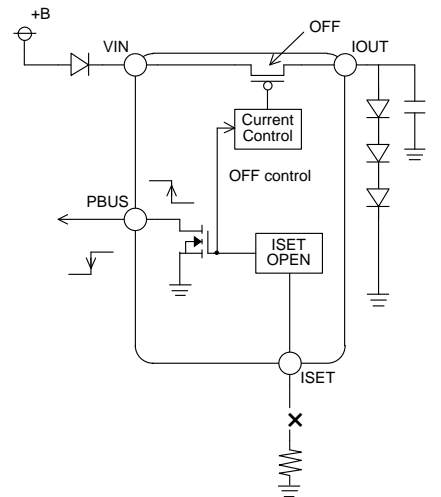 +B
OFF
VIN
IOUT
Current
Control
OFF control
PBUS
ISET
OPEN
ISET